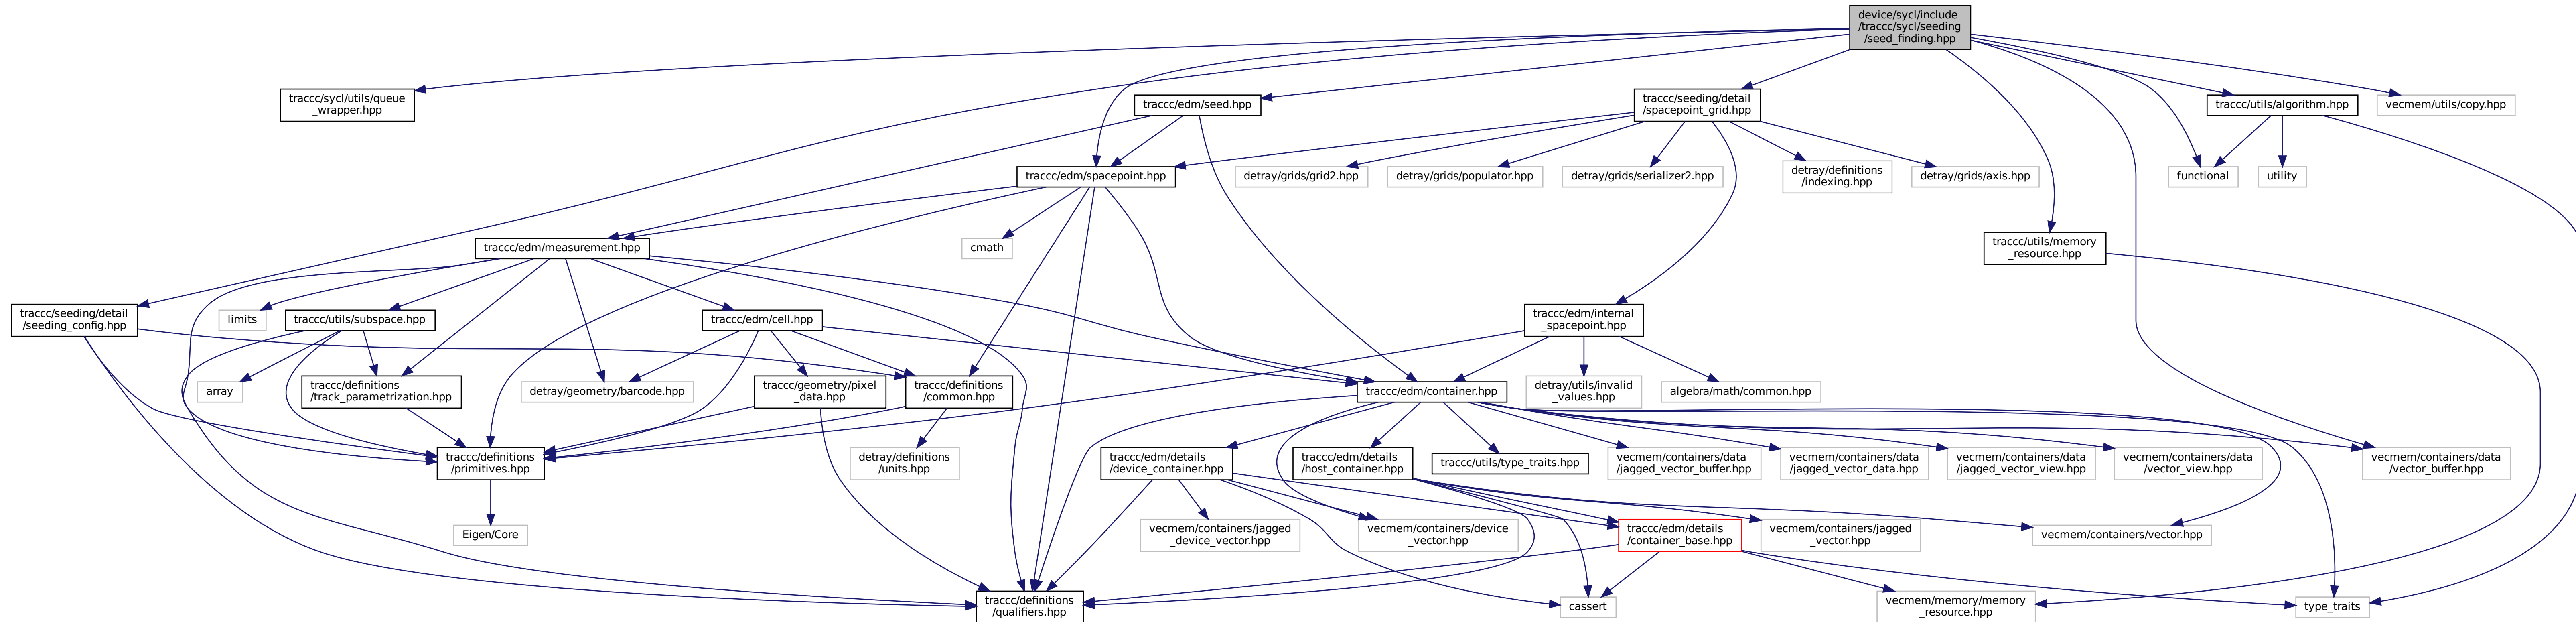 device/sycl/include
/traccc/sycl/seeding
/seed_finding.hpp
traccc/sycl/utils/queue
_wrapper.hpp
traccc/edm/seed.hpp
traccc/seeding/detail
/spacepoint_grid.hpp
traccc/utils/algorithm.hpp
vecmem/utils/copy.hpp
traccc/edm/spacepoint.hpp
detray/grids/grid2.hpp
detray/grids/populator.hpp
detray/grids/serializer2.hpp
detray/definitions
/indexing.hpp
detray/grids/axis.hpp
functional
utility
traccc/edm/measurement.hpp
cmath
traccc/utils/memory
_resource.hpp
traccc/seeding/detail
/seeding_config.hpp
limits
traccc/utils/subspace.hpp
traccc/edm/cell.hpp
traccc/edm/internal
_spacepoint.hpp
array
traccc/definitions
/track_parametrization.hpp
detray/geometry/barcode.hpp
traccc/geometry/pixel
_data.hpp
traccc/definitions
/common.hpp
traccc/edm/container.hpp
detray/utils/invalid
_values.hpp
algebra/math/common.hpp
traccc/definitions
/primitives.hpp
detray/definitions
/units.hpp
traccc/edm/details
/device_container.hpp
traccc/edm/details
/host_container.hpp
traccc/utils/type_traits.hpp
vecmem/containers/data
/jagged_vector_buffer.hpp
vecmem/containers/data
/jagged_vector_data.hpp
vecmem/containers/data
/jagged_vector_view.hpp
vecmem/containers/data
/vector_view.hpp
vecmem/containers/data
/vector_buffer.hpp
Eigen/Core
vecmem/containers/jagged
_device_vector.hpp
vecmem/containers/device
_vector.hpp
traccc/edm/details
/container_base.hpp
vecmem/containers/jagged
_vector.hpp
vecmem/containers/vector.hpp
traccc/definitions
/qualifiers.hpp
cassert
vecmem/memory/memory
_resource.hpp
type_traits